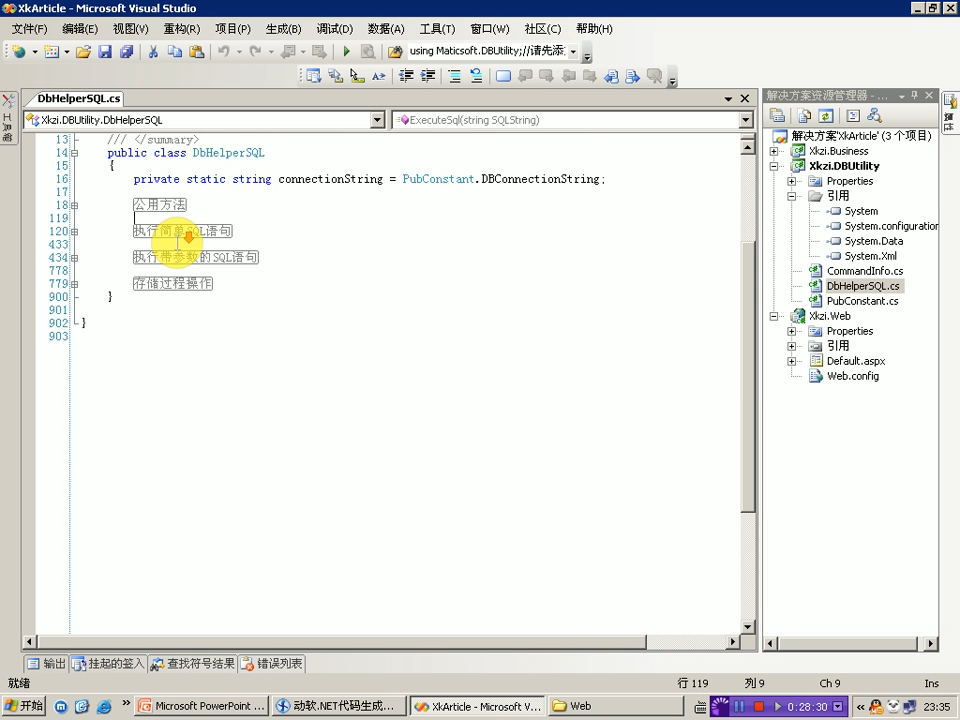 XkArticle - Microsoft Visual Studio
文件(F) 编辑(E) 视图(V) 重构(R) 项目(P) 生成(B) 调试(D) 数据(A) 工具(T) 窗口(W) 社区(C) 帮助(H)
using Maticsoft.DBUtility;//请先添
DbHelperSQL.cs
Xkzi.DBUtility.DbHelperSQL
ExecuteSql(string SQLString)
工具箱
13 /// </summary>
14 public class DbHelperSQL
15 {
16 private static string connectionString = PubConstant.DBConnectionString;
17
18 公用方法
119
120 执行简单SQL语句
433
434 执行带参数的SQL语句
778
779 存储过程操作
900 }
901
902 }
903
解决方案资源管理器 - ...
解决方案'XkArticle' (3 个项目)
Xkzi.Business
Xkzi.DBUtility
Properties
引用
System
System.configuration
System.Data
System.Xml
CommandInfo.cs
DbHelperSQL.cs
PubConstant.cs
Xkzi.Web
Properties
引用
Default.aspx
Web.config
属性
输出 挂起的签入 查找符号结果 错误列表
就绪 行 119 列 9 Ch 9 Ins
开始 Microsoft PowerPoint ... 动软.NET代码生成... XkArticle - Microsoft V... Web 0:28:30 23:35